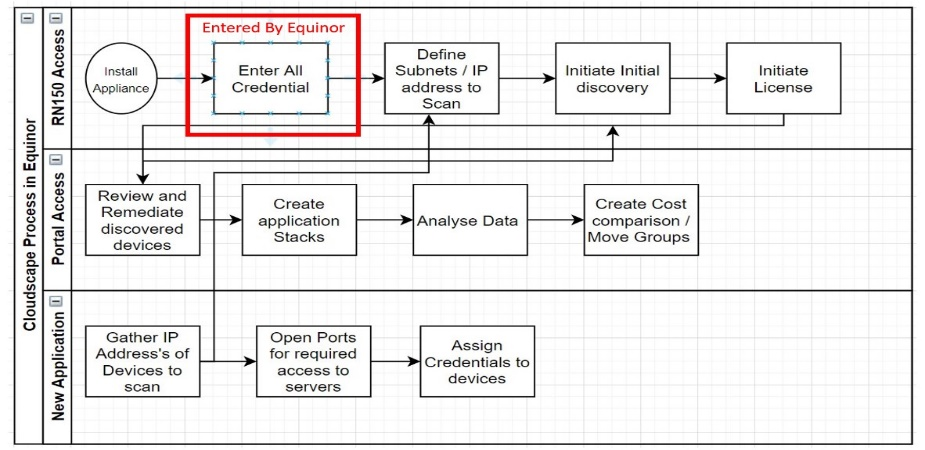 Cloudscape Process in Equinor
RN150 Access
Entered By Equinor
Install
Appliance
Enter All
Credential
Define
Subnets / IP
address to
Scan
Initiate Initial
discovery
Initiate
License
Portal Access
Review and
Remediate
discovered
devices
Create
application
Stacks
Analyse Data
Create Cost
comparison /
Move Groups
New Application
Gather IP
Address's of
Devices to
scan
Open Ports
for required
access to
servers
Assign
Credentials to
devices